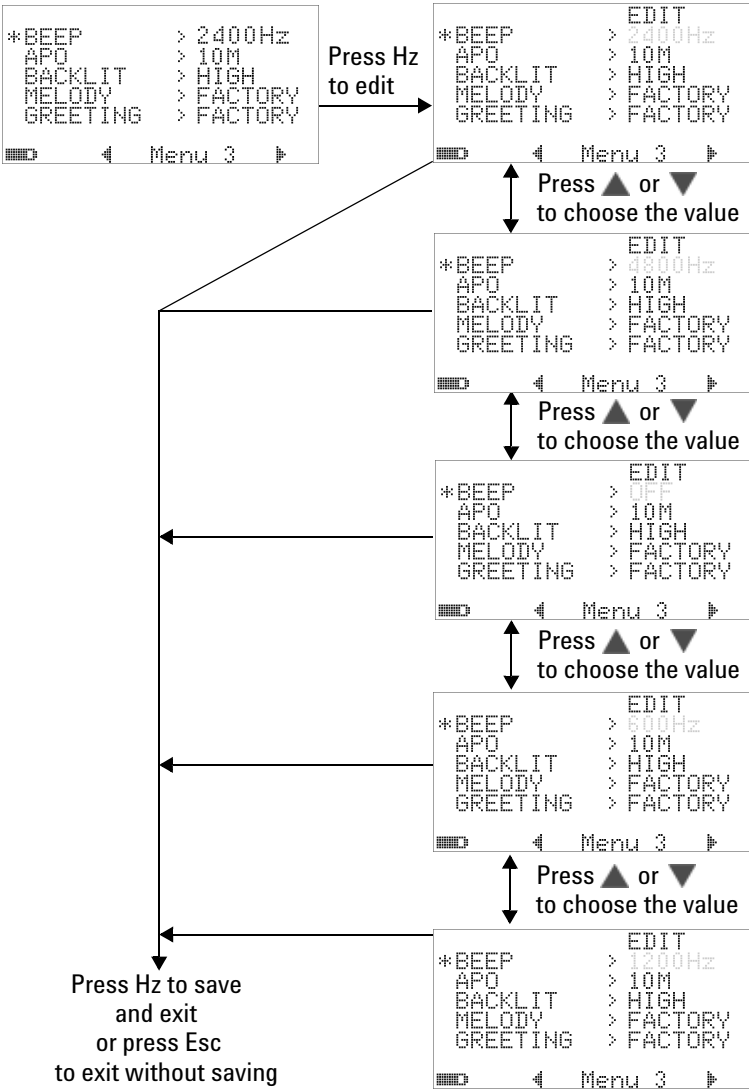 *BEEP > 2400Hz
APO > 10M
BACKLIT > HIGH
MELODY > FACTORY
GREETING > FACTORY
Menu 3
Press Hz
to edit
EDIT
*BEEP > 2400Hz
APO > 10M
BACKLIT > HIGH
MELODY > FACTORY
GREETING > FACTORY
Menu 3
Press ▲ or ▼
to choose the value
EDIT
*BEEP > 4800Hz
APO > 10M
BACKLIT > HIGH
MELODY > FACTORY
GREETING > FACTORY
Menu 3
Press ▲ or ▼
to choose the value
EDIT
*BEEP > OFF
APO > 10M
BACKLIT > HIGH
MELODY > FACTORY
GREETING > FACTORY
Menu 3
Press ▲ or ▼
to choose the value
EDIT
*BEEP > 600Hz
APO > 10M
BACKLIT > HIGH
MELODY > FACTORY
GREETING > FACTORY
Menu 3
Press ▲ or ▼
to choose the value
EDIT
*BEEP > 1200Hz
APO > 10M
BACKLIT > HIGH
MELODY > FACTORY
GREETING > FACTORY
Menu 3
Press Hz to save
and exit
or press Esc
to exit without saving